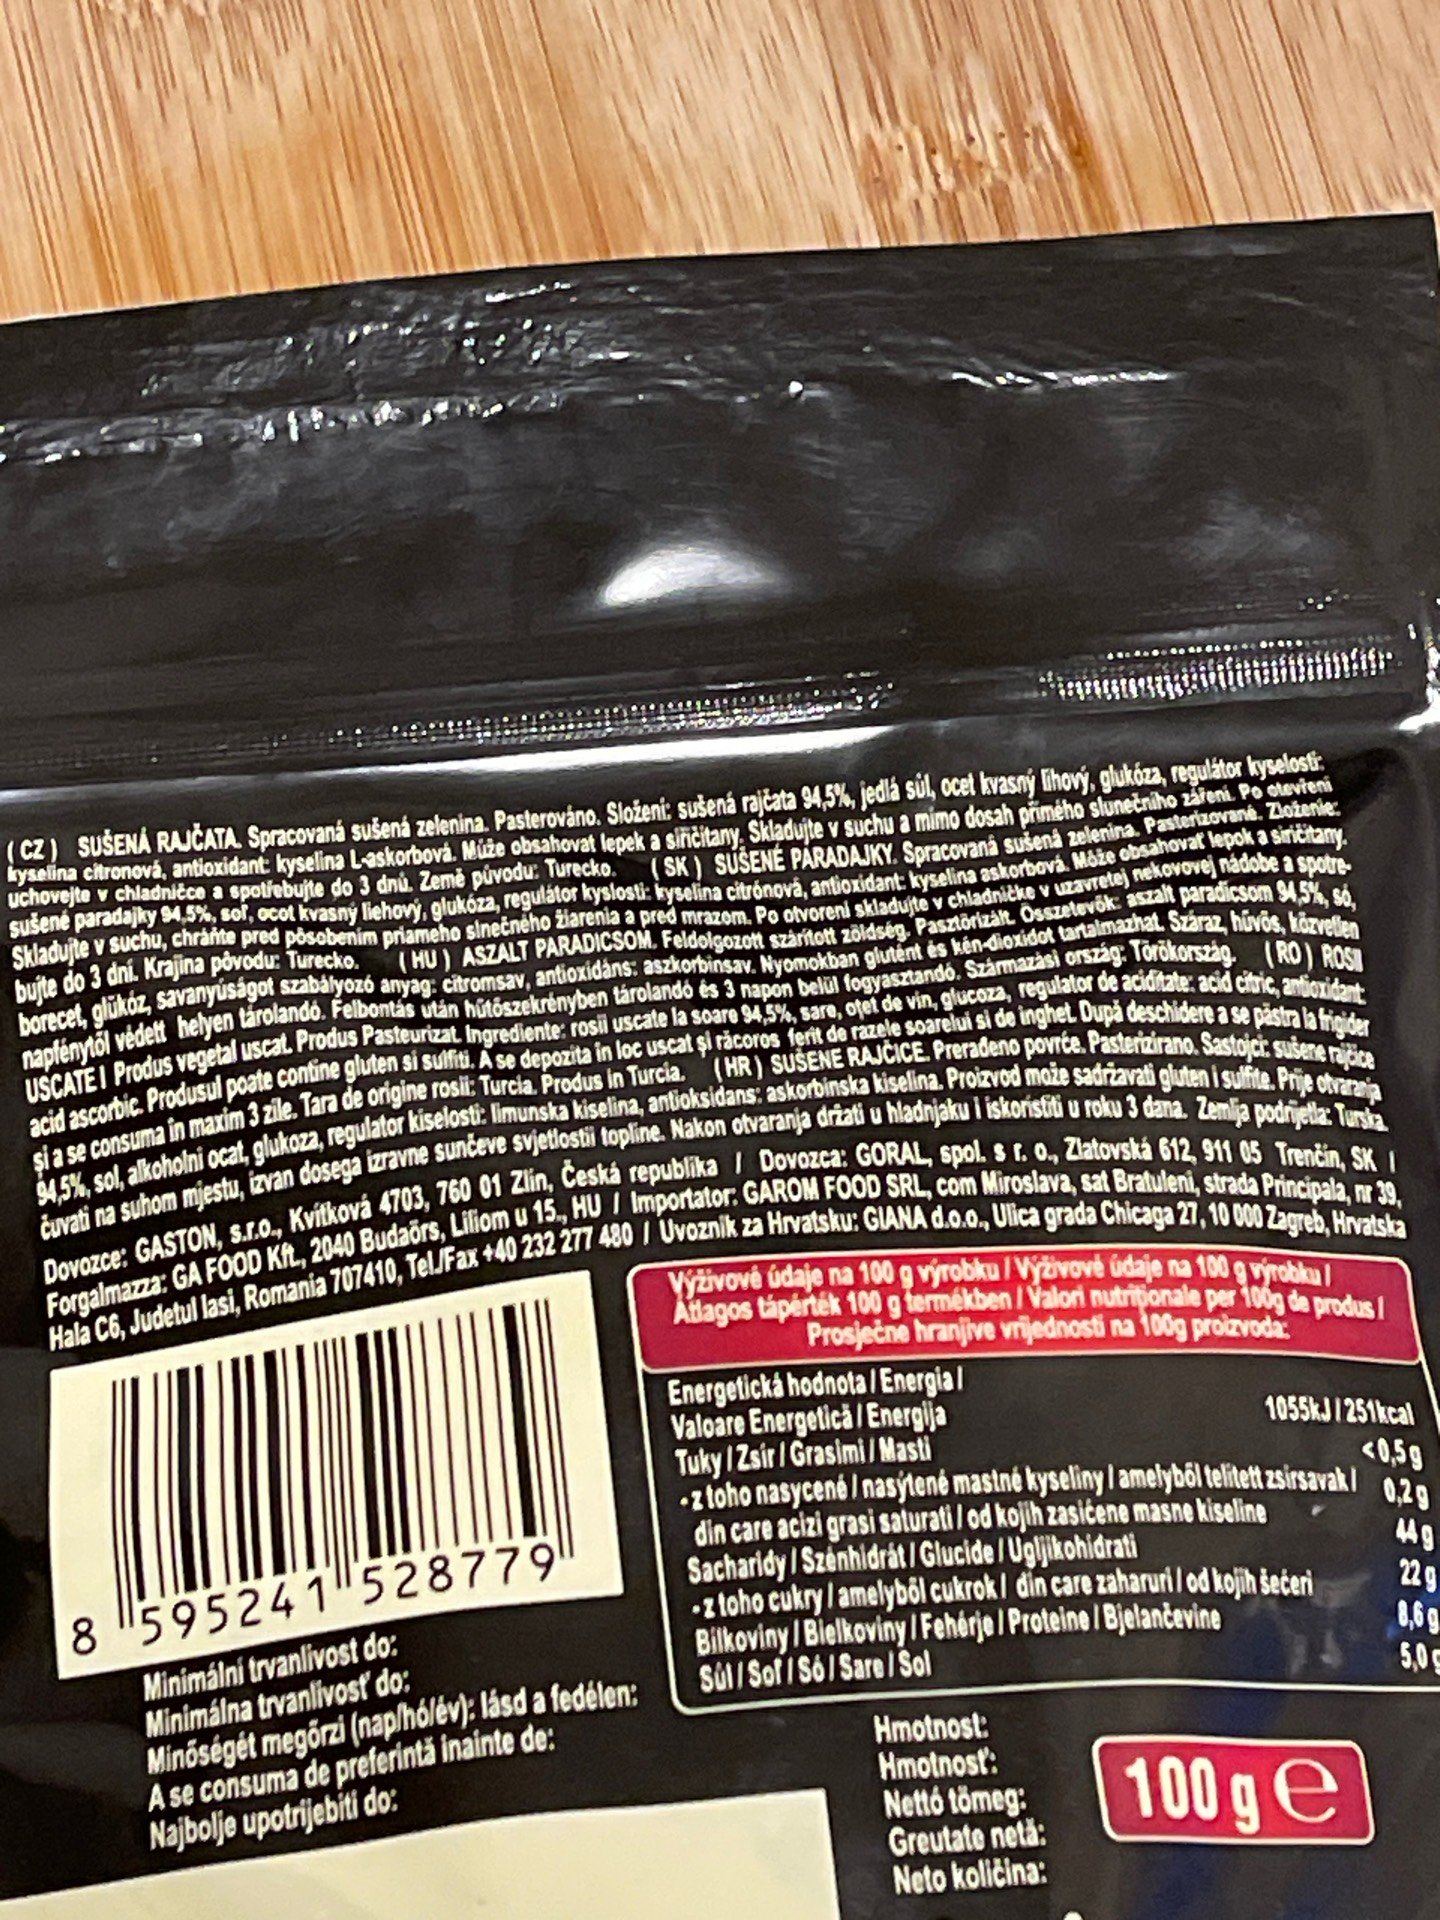 ( CZ ) SUŠENÁ RAJČATA. Spracovaná sušená zelenina. Pasterováno. Složení: sušená rajčata 94,5%, jedlá súl, ocet kvasný lihový, glukóza, regulátor kyselosti:
kyselina citronová, antioxidant: kyselina L-askorbová. Múže obsahovat lepek a siřičitany. Skladujte v suchu a mimo dosah přímého slunečního záření. Po otevření
uchovejte v chladničce a spotřebujte do 3 dnú. Země púvodu: Turecko. ( SK ) SUŠENÉ PARADAJKY. Spracovaná sušená zelenina. Pasterizované. Zloženie:
sušené paradajky 94,5%, soľ, ocot kvasný liehový, glukóza, regulátor kyslosti: kyselina citrónová, antioxidant: kyselina askorbová. Môže obsahovať lepok a siričitany.
Skladujte v suchu, chráňte pred pôsobením priameho slnečného žiarenia a pred mrazom. Po otvorení skladujte v chladničke v uzavretej nekovovej nádobe a spotre-
bujte do 3 dní. Krajina pôvodu: Turecko. ( HU ) ASZALT PARADICSOM. Feldolgozott szárított zöldség. Pasztörizált. Összetevők: aszalt paradicsom 94,5%, só,
borecet, glükóz, savanyúságot szabályozó anyag: citromsav, antioxidáns: aszkorbinsav. Nyomokban glutént és kén-dioxidot tartalmazhat. Száraz, hűvös, közvetlen
napfénytől védett helyen tárolandó. Felbontás után hűtőszekrényben tárolandó és 3 napon belül fogyasztandó. Származási ország: Törökország. (RO) ROSII
USCATE I Produs vegetal uscat. Produs Pasteurizat. Ingrediente: rosii uscate la soare 94,5%, sare, oțet de vin, glucoza, regulator de aciditate: acid citric, antioxidant:
acid ascorbic. Produsul poate contine gluten si sulfiti. A se depozita in loc uscat și răcoros ferit de razele soarelui si de inghet. După deschidere a se păstra la frigider
și a se consuma în maxim 3 zile. Tara de origine rosii: Turcia. Produs in Turcia. (HR) SUŠENE RAJČICE. Prerađeno povrće. Pasterizirano. Sastojci: sušene rajčice
94,5%, sol, alkoholni ocat, glukoza, regulator kiselosti: limunska kiselina, antioksidans: askorbinska kiselina. Proizvod može sadržavati gluten i sulfite. Prije otvaranja
čuvati na suhom mjestu, izvan dosega izravne sunčeve svjetlosti i topline. Nakon otvaranja držati u hladnjaku i iskoristiti u roku 3 dana. Zemlja podrijetla: Turska.
Dovozce: GASTON, s.r.o., Kvítková 4703, 760 01 Zlín, Česká republika / Dovozca: GORAL, spol. s r. o., Zlatovská 612, 911 05 Trenčín, SK /
Forgalmazza: GA FOOD Kft., 2040 Budaörs, Liliom u 15., HU / Importator: GAROM FOOD SRL, com Miroslava, sat Bratuleni, strada Principala, nr 39,
Hala C6, Judetul Iasi, Romania 707410, Tel./Fax +40 232 277 480 / Uvoznik za Hrvatsku: GIANA d.o.o., Ulica grada Chicaga 27, 10 000 Zagreb, Hrvatska
Výživové údaje na 100 g výrobku / Výživové údaje na 100 g výrobku /
Átlagos tápérték 100 g termékben / Valori nutriționale per 100g de produs /
Prosječne hranjive vrijednosti na 100g proizvoda:
Energetická hodnota / Energia /
Valoare Energetică / Energija 1055kJ / 251kcal
Tuky / Zsír / Grasimi / Masti <0,5 g
- z toho nasycené / nasýtené mastné kyseliny / amelyből telített zsírsavak / 0,2 g
din care acizi grasi saturati / od kojih zasićene masne kiseline
Sacharidy / Szénhidrát / Glucide / Ugljikohidrati 44 g
- z toho cukry / amelyből cukrok / din care zaharuri / od kojih šećeri 22 g
Bílkoviny / Bielkoviny / Fehérje / Proteine / Bjelančevine 8,6 g
Súl / Soľ / Só / Sare / Sol 5,0 g
8 595241 528779
Minimální trvanlivost do:
Minimálna trvanlivosť do:
Minőségét megőrzi (nap/hó/év): lásd a fedélen:
A se consuma de preferintă inainte de:
Najbolje upotrijebiti do:
Hmotnost:
Hmotnosť:
Nettó tömeg:
Greutate netă:
Neto količina:
100 g e